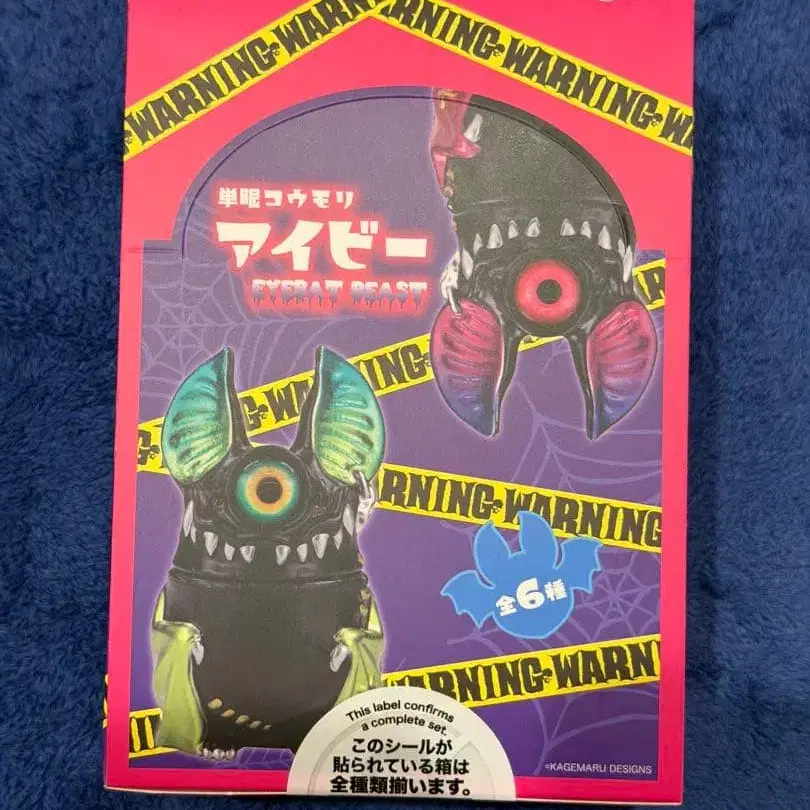 WARNING WARNING WARNING WARN
単眼コウモリ
アイビー
EYEBAT BEAST
WARNING WARNING
全6種
WARNING WARN
This label confirms
a complete set.
このシールが
貼られている箱は
全種類揃います。
©KAGEMARU DESIGNS